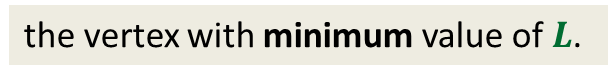 the vertex with minimum value of L.